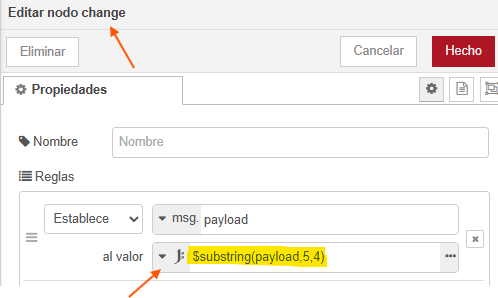 Editar nodo change
Eliminar
Cancelar
Hecho
Propiedades
Nombre
Nombre
Reglas
Establece
msg. payload
al valor
J: $substring(payload,5,4)